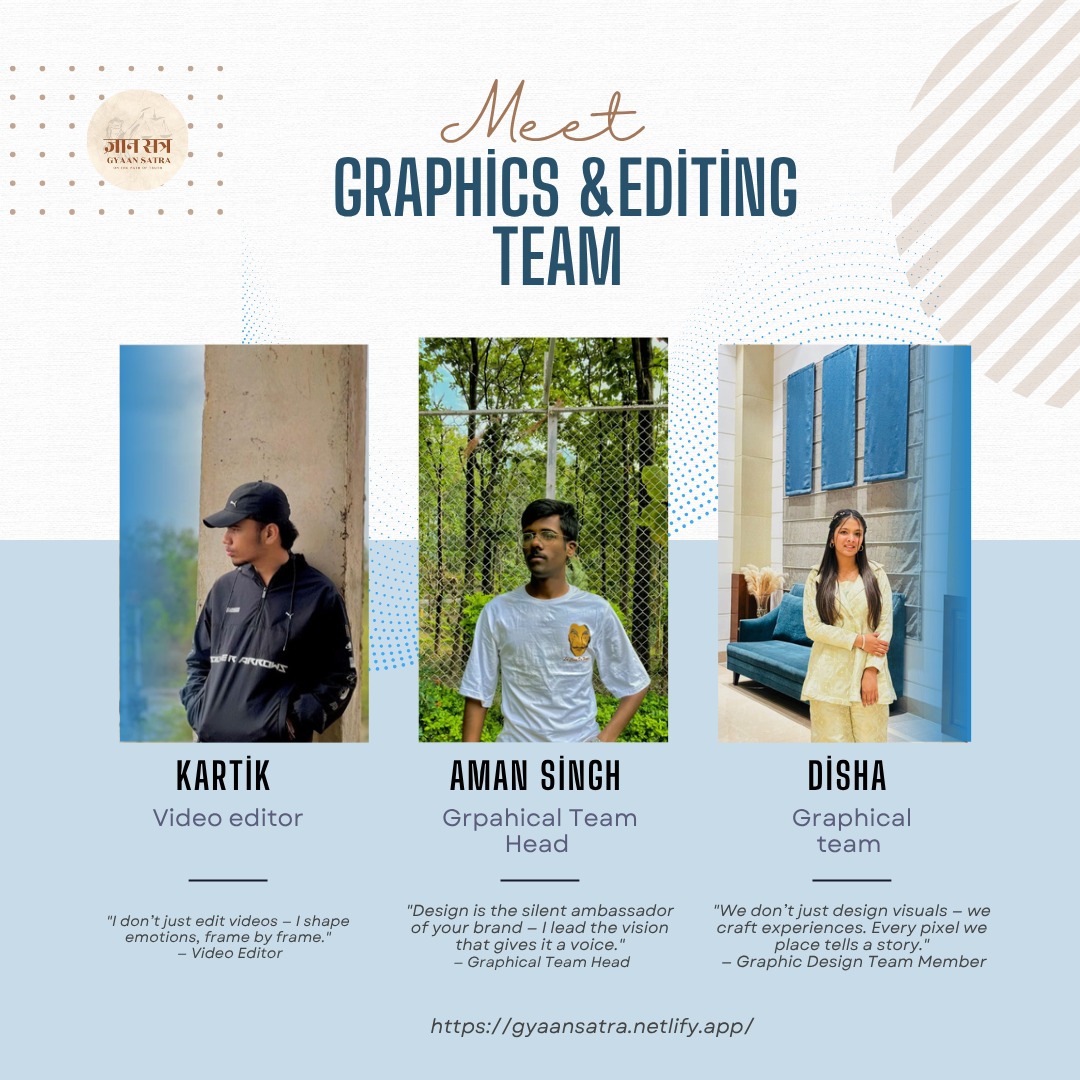 ज्ञान सत्र
GYAAN SATRA
Meet
GRAPHİCS &EDİTİNG
TEAM
KARTİK
Video editor
"I don’t just edit videos — I shape
emotions, frame by frame."
— Video Editor
AMAN SİNGH
Grpahical Team
Head
"Design is the silent ambassador
of your brand — I lead the vision
that gives it a voice."
— Graphical Team Head
DİSHA
Graphical
team
"We don’t just design visuals — we
craft experiences. Every pixel we
place tells a story."
— Graphic Design Team Member
https://gyaansatra.netlify.app/